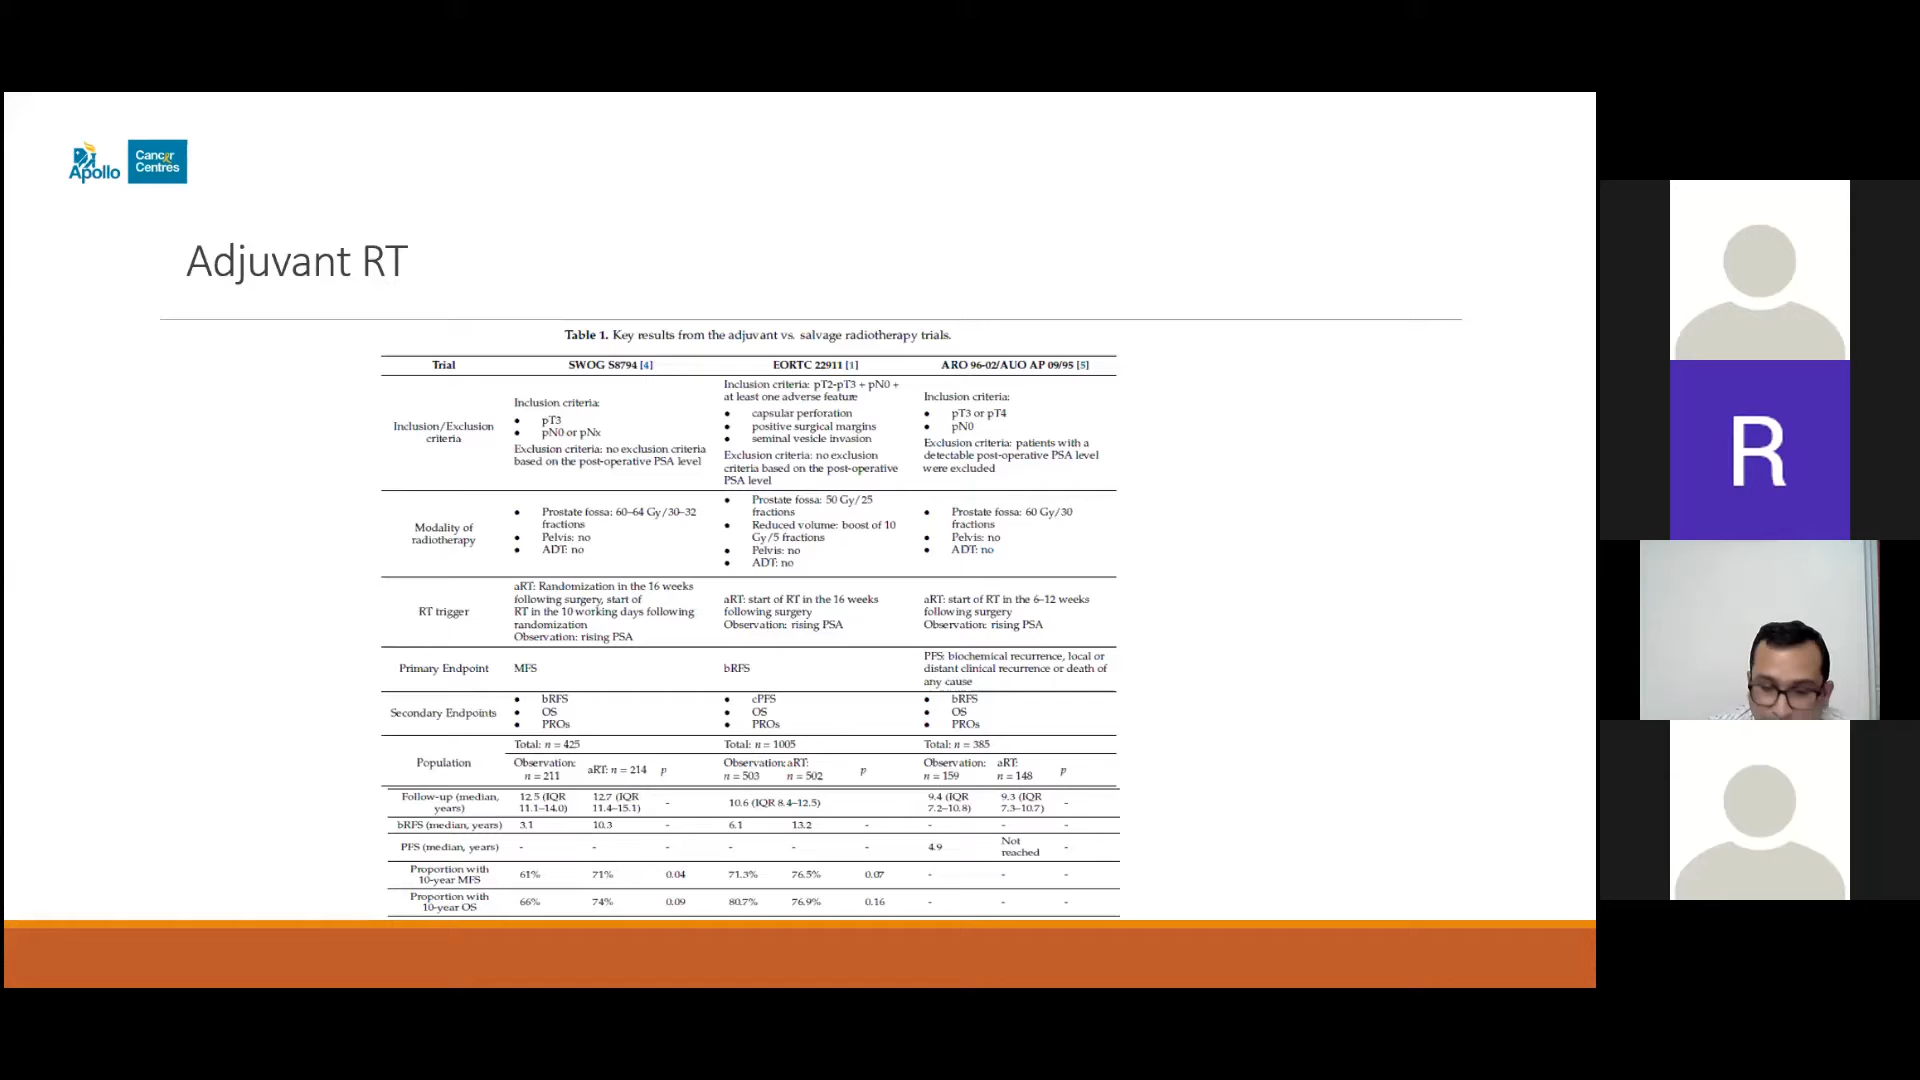 Apollo
Cancer
Centres
Adjuvant RT
Table 1. Key results from the adjuvant vs. salvage radiotherapy trials.
Trial
SWOG S8794 [4]
EORTC 22911 [1]
ARO 96-02/AUO AP 09/95 [5]
Inclusion/Exclusion
criteria
Inclusion criteria:
• pT3
• pN0 or pNx
Exclusion criteria: no exclusion criteria
based on the post-operative PSA level
Inclusion criteria: pT2-pT3 + pN0 +
at least one adverse feature
• capsular perforation
• positive surgical margins
• seminal vesicle invasion
Exclusion criteria: no exclusion
criteria based on the post-operative
PSA level
Inclusion criteria:
• pT3 or pT4
• pN0
Exclusion criteria: patients with a
detectable post-operative PSA level
were excluded
Modality of
radiotherapy
• Prostate fossa: 60–64 Gy/30–32
fractions
• Pelvis: no
• ADT: no
• Prostate fossa: 50 Gy/25
fractions
• Reduced volume: boost of 10
Gy/5 fractions
• Pelvis: no
• ADT: no
• Prostate fossa: 60 Gy/30
fractions
• Pelvis: no
• ADT: no
RT trigger
aRT: Randomization in the 16 weeks
following surgery, start of
RT in the 10 working days following
randomization
Observation: rising PSA
aRT: start of RT in the 16 weeks
following surgery
Observation: rising PSA
aRT: start of RT in the 6–12 weeks
following surgery
Observation: rising PSA
Primary Endpoint
MFS
bRFS
PFS: biochemical recurrence, local or
distant clinical recurrence or death of
any cause
Secondary Endpoints
• bRFS
• OS
• PROs
• cPFS
• OS
• PROs
• bRFS
• OS
• PROs
Population
Total: n = 425
Total: n = 1005
Total: n = 385
Observation:
n = 211
aRT: n = 214
p
Observation:
n = 503
aRT:
n = 502
p
Observation:
n = 159
aRT:
n = 148
p
Follow-up (median,
years)
12.5 (IQR
11.1–14.0)
12.7 (IQR
11.4–15.1)
-
10.6 (IQR 8.4–12.5)
9.4 (IQR
7.2–10.8)
9.3 (IQR
7.3–10.7)
-
bRFS (median, years) 3.1 10.3 - 6.1 13.2 - - - -
PFS (median, years) - - - - - - 4.9 Not
reached -
Proportion with
10-year MFS
61% 71% 0.04 71.3% 76.5% 0.07 - - -
Proportion with
10-year OS
66% 74% 0.09 80.7% 76.9% 0.16 - - -
R